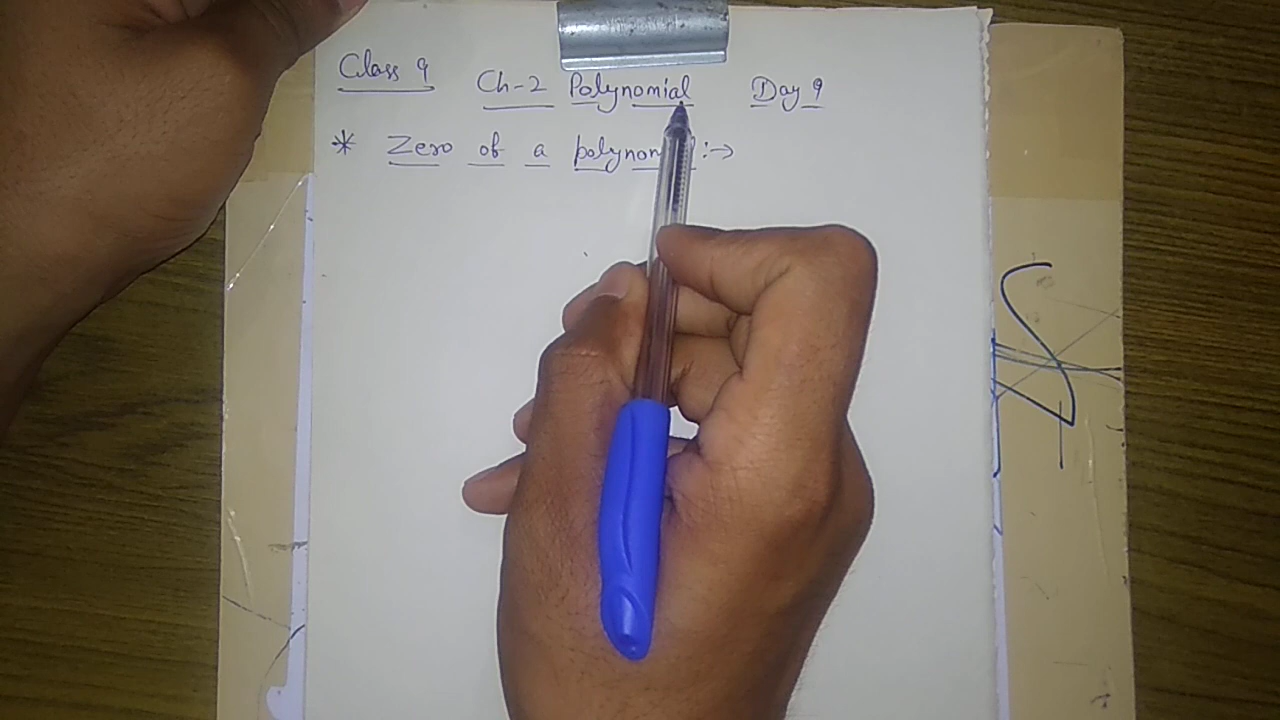 Class 9 Ch-2 Polynomial Day 9
* Zero of a :→